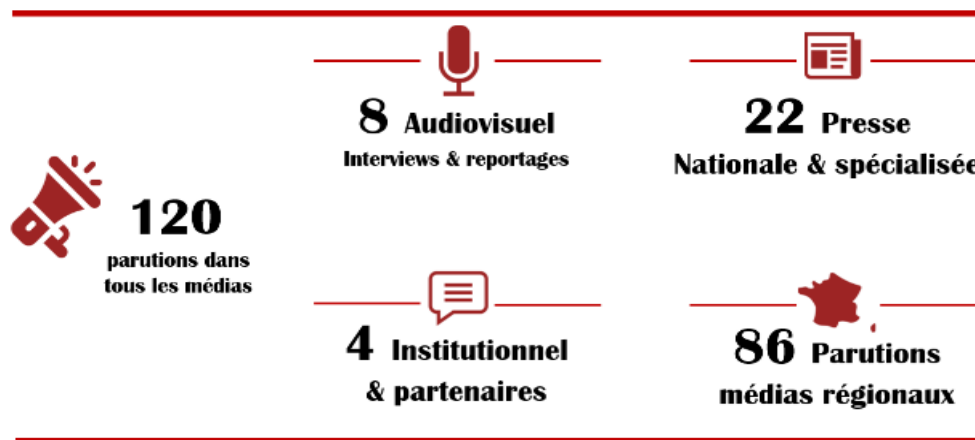 120
parutions dans
tous les médias
8 Audiovisuel
Interviews & reportages
22 Presse
Nationale & spécialisée
4 Institutionnel
& partenaires
86 Parutions
médias régionaux